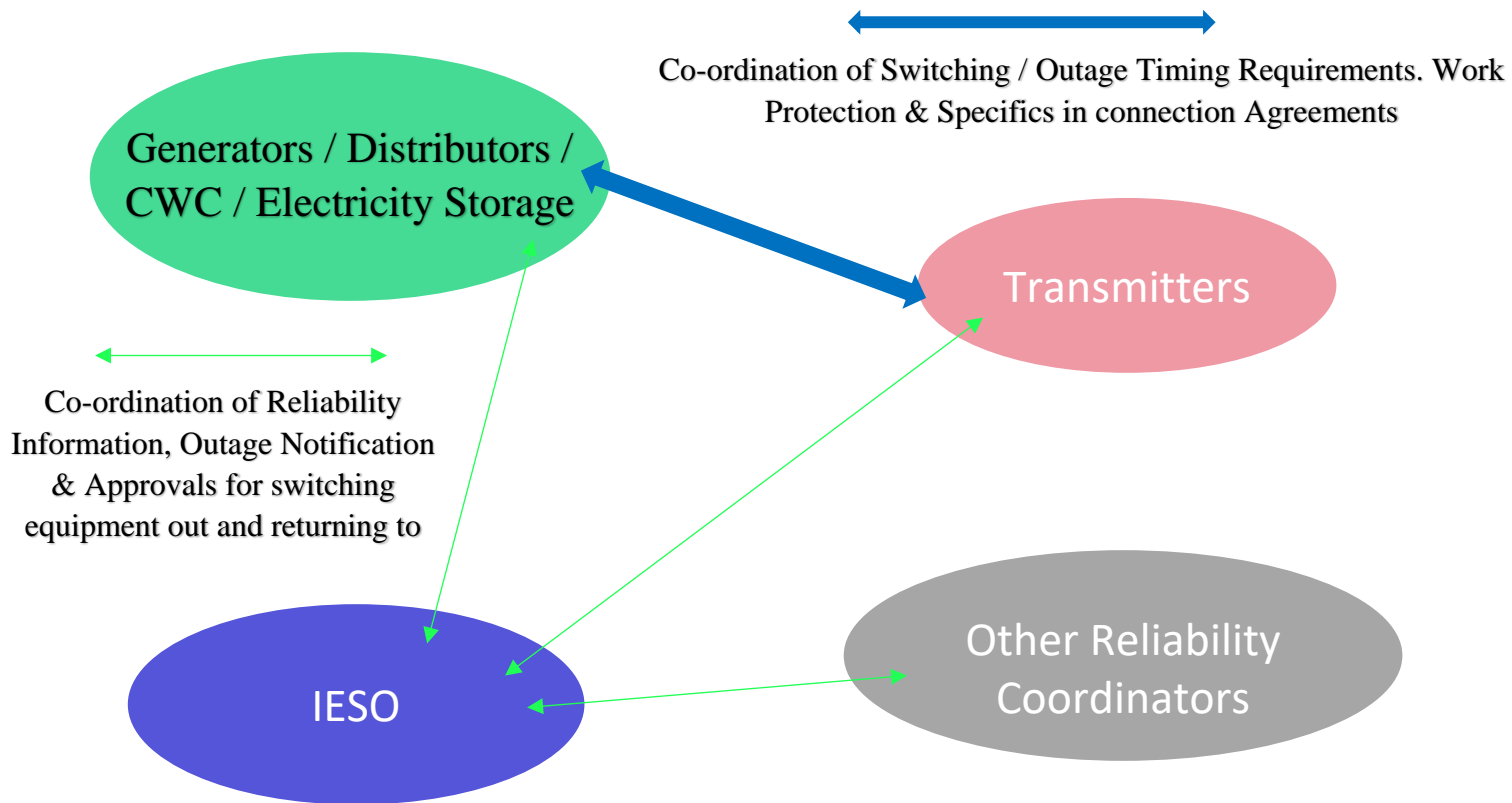 Co-ordination of Switching / Outage Timing Requirements. Work
Protection & Specifics in connection Agreements
Generators / Distributors /
CWC / Electricity Storage
Transmitters
Co-ordination of Reliability
Information, Outage Notification
& Approvals for switching
equipment out and returning to
Other Reliability
Coordinators
IESO